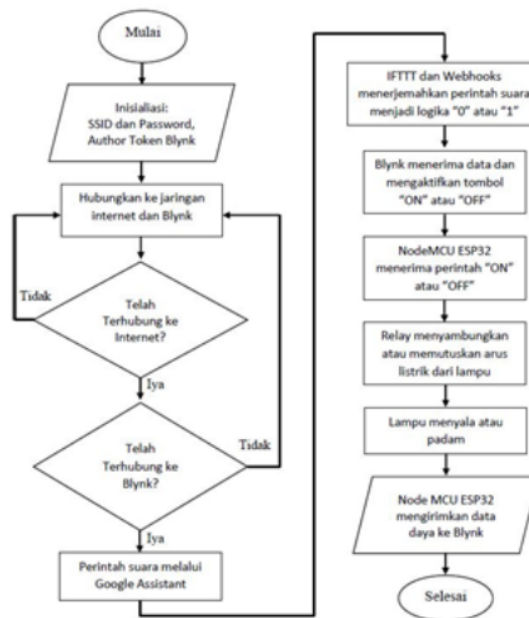 Mulai
Inisialiasi:
SSID dan Password,
Author Token Blynk
Hubungkan ke jaringan
internet dan Blynk
Tidak
Telah
Terhubung ke
Internet?
Iya
Telah
Terhubung ke
Blynk?
Tidak
Iya
Perintah suara melalui
Google Assistant
IFTTT dan Webhooks
menerjemahkan perintah suara
menjadi logika “0” atau “1”
Blynk menerima data dan
mengaktifkan tombol
“ON” atau “OFF”
NodeMCU ESP32
menerima perintah “ON”
atau “OFF”
Relay menyambungkan
atau memutuskan arus
listrik dari lampu
Lampu menyala atau
padam
Node MCU ESP32
mengirimkan data
daya ke Blynk
Selesai